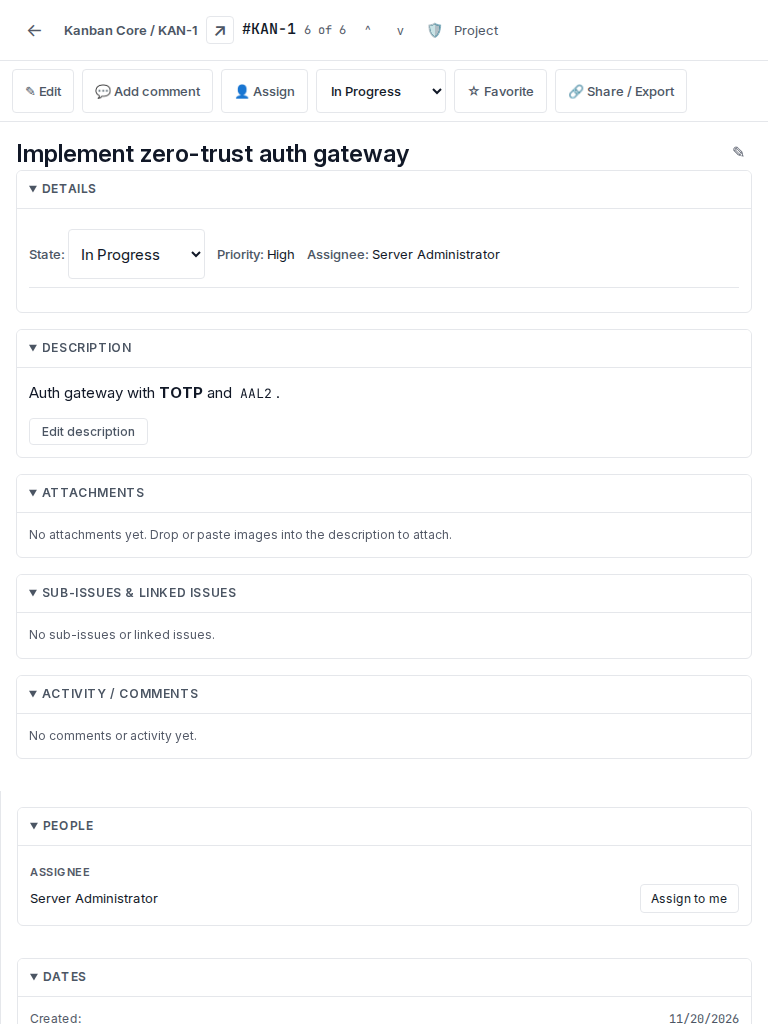 ← Kanban Core / KAN-1 #KAN-1 6 of 6 ^ v 🛡️ Project
✎ Edit 💬 Add comment 👤 Assign In Progress ☆ Favorite 🔗 Share / Export
Implement zero-trust auth gateway ✎
▼ DETAILS
State: In Progress Priority: High Assignee: Server Administrator
▼ DESCRIPTION
Auth gateway with TOTP and AAL2.
Edit description
▼ ATTACHMENTS
No attachments yet. Drop or paste images into the description to attach.
▼ SUB-ISSUES & LINKED ISSUES
No sub-issues or linked issues.
▼ ACTIVITY / COMMENTS
No comments or activity yet.
▼ PEOPLE
ASSIGNEE
Server Administrator Assign to me
▼ DATES
Created: 11/20/2026